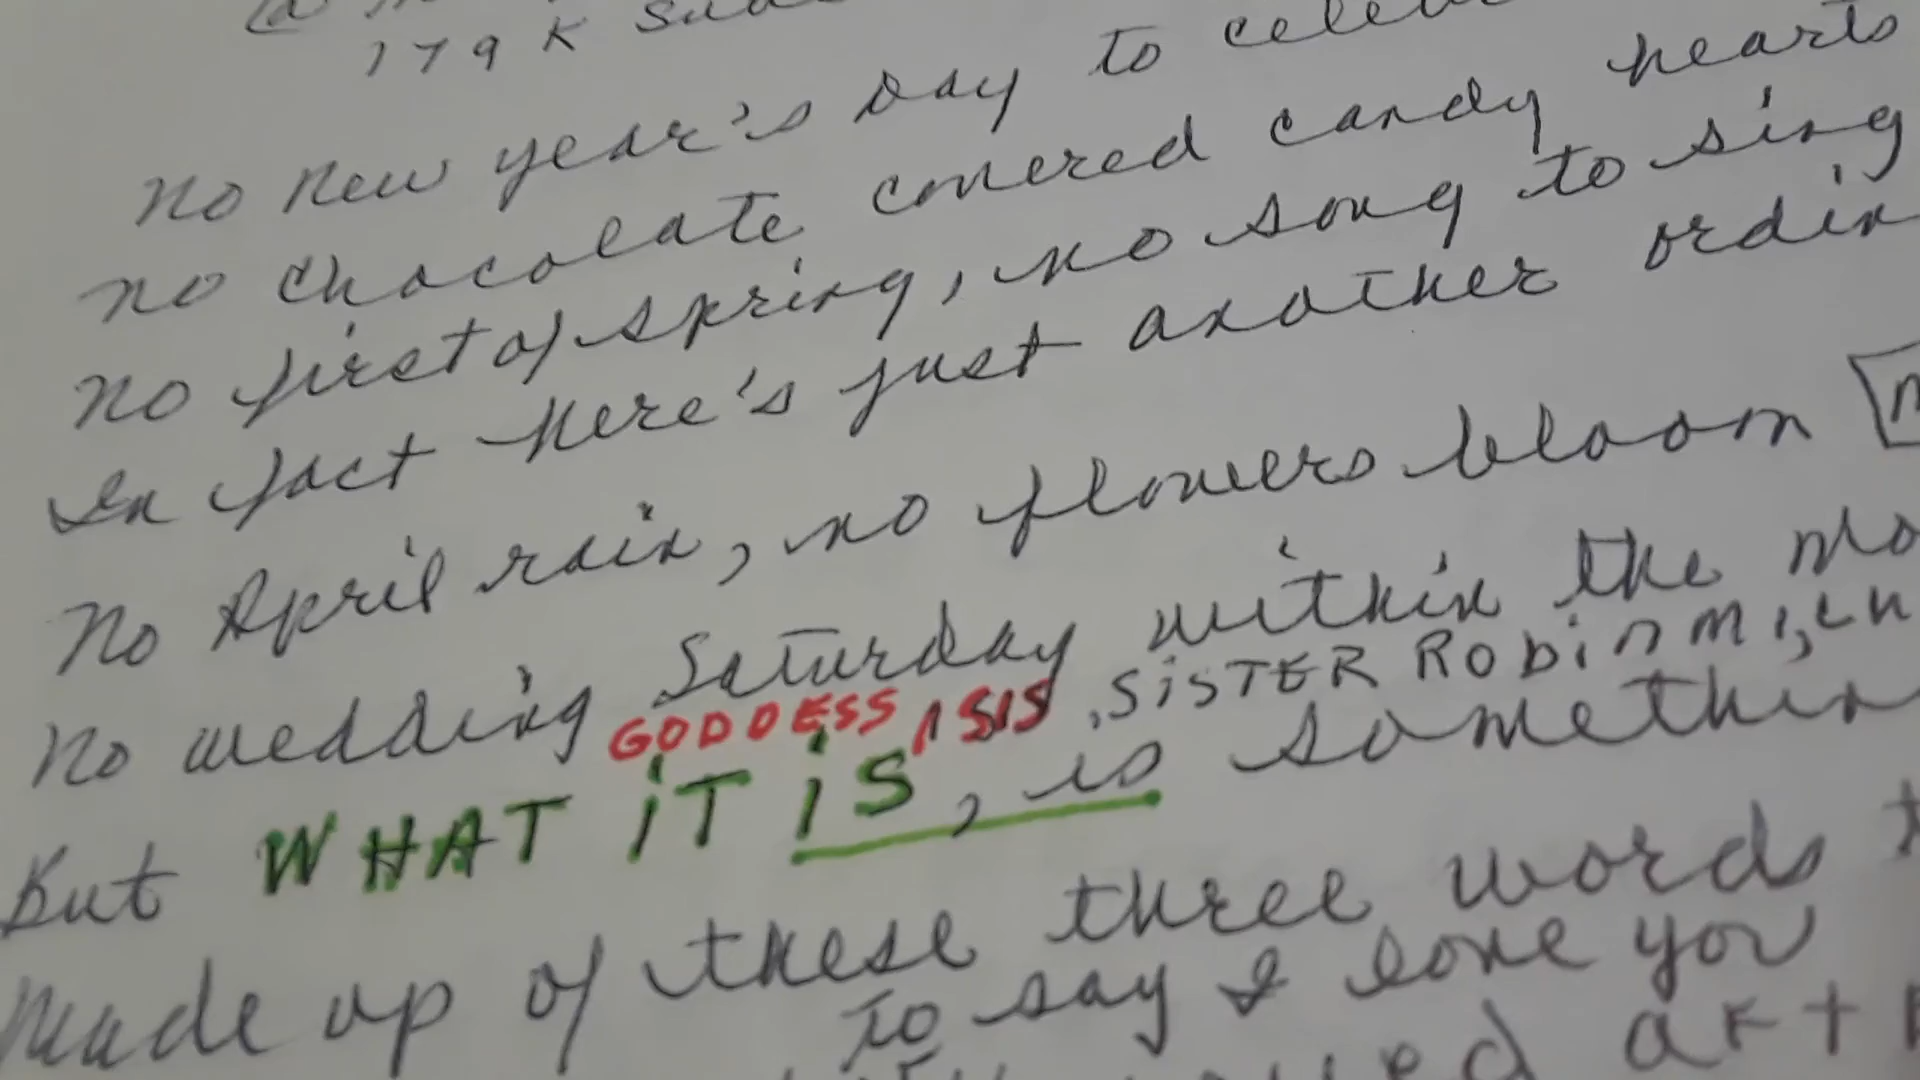 179 K
No New year's Day to
no chocolate covered candy hearts
No first of spring, no song to sing
In fact here's just another
No April rain, no flowers bloom
No wedding Saturday within the
GODDESS ISIS, SiSTER RObin
But WHAT iT iS, is
Made up of these three words
To say I love you